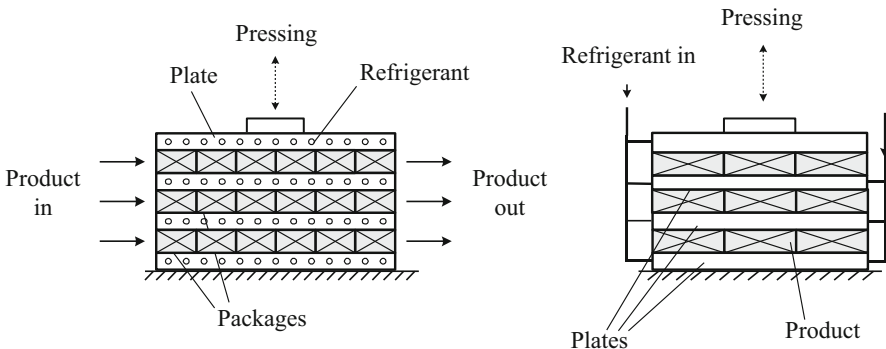 Pressing
Plate
Refrigerant
Product
in
Product
out
Packages
Pressing
Refrigerant in
Plates
Product